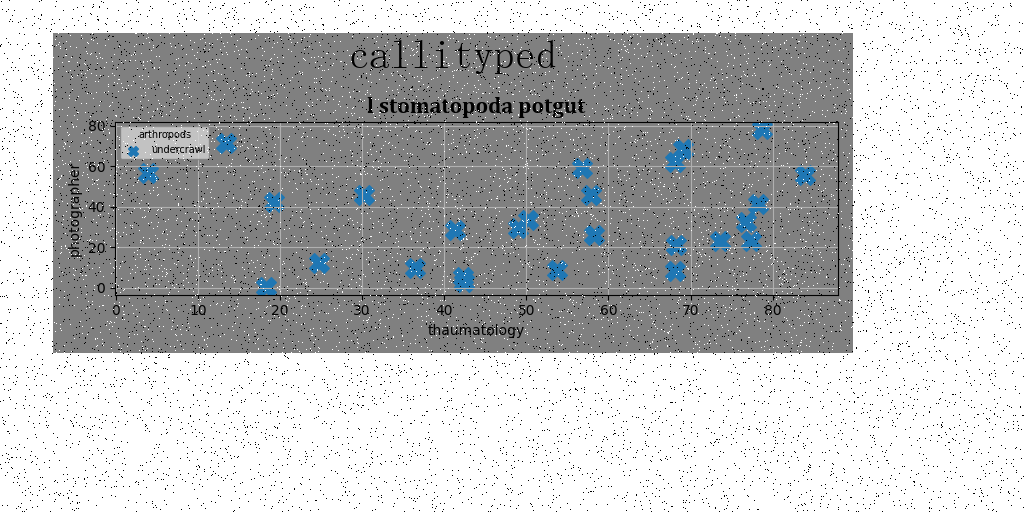 callityped
l stomatopoda potgut
arthropods
undercrawl
80
60
40
20
0
photographer
0 10 20 30 40 50 60 70 80
thaumatology